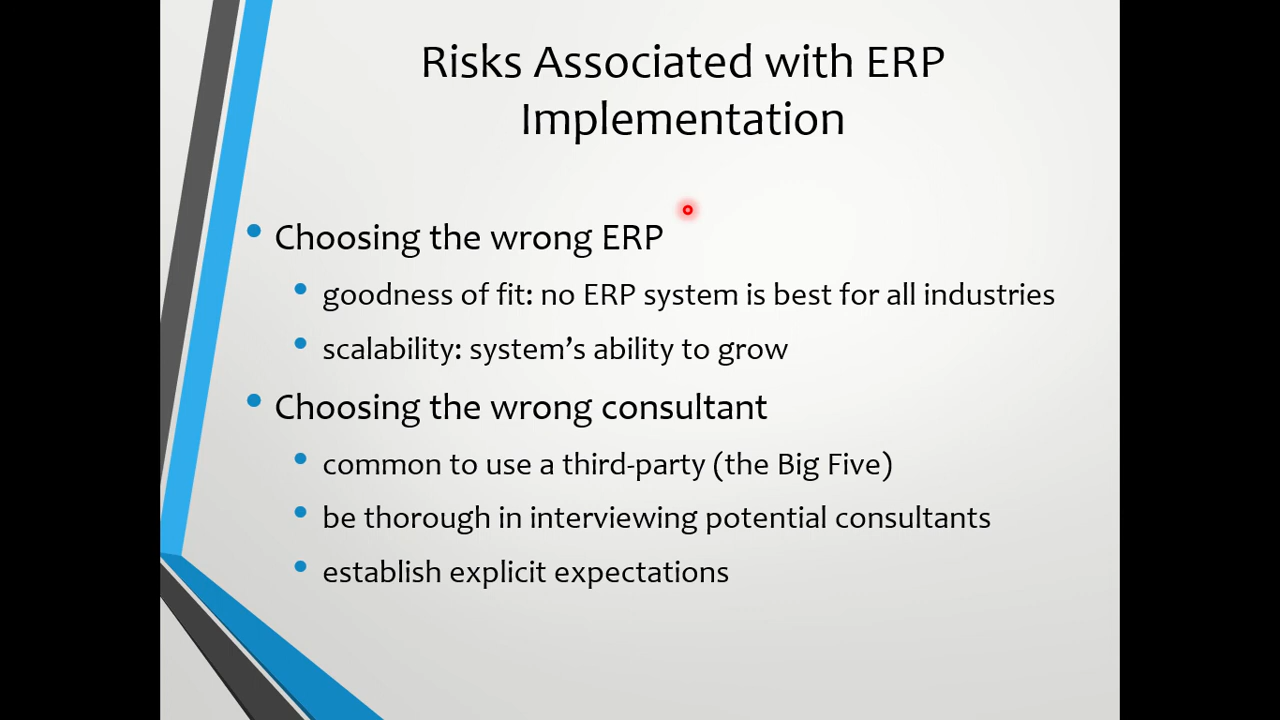 Risks Associated with ERP
Implementation
• Choosing the wrong ERP
• goodness of fit: no ERP system is best for all industries
• scalability: system’s ability to grow
• Choosing the wrong consultant
• common to use a third-party (the Big Five)
• be thorough in interviewing potential consultants
• establish explicit expectations